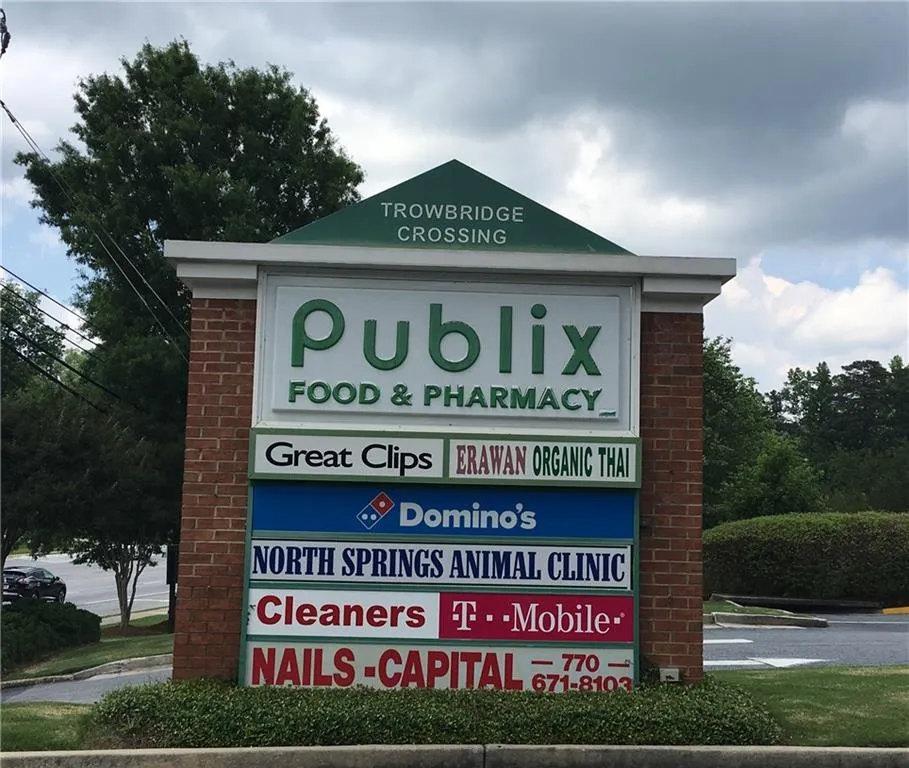 TROWBRIDGE
CROSSING
Publix
FOOD & PHARMACY
Great Clips
ERAWAN ORGANIC THAI
Domino's
NORTH SPRINGS ANIMAL CLINIC
Cleaners
T··Mobile·
NAILS - CAPITAL — 770 —
671-8103